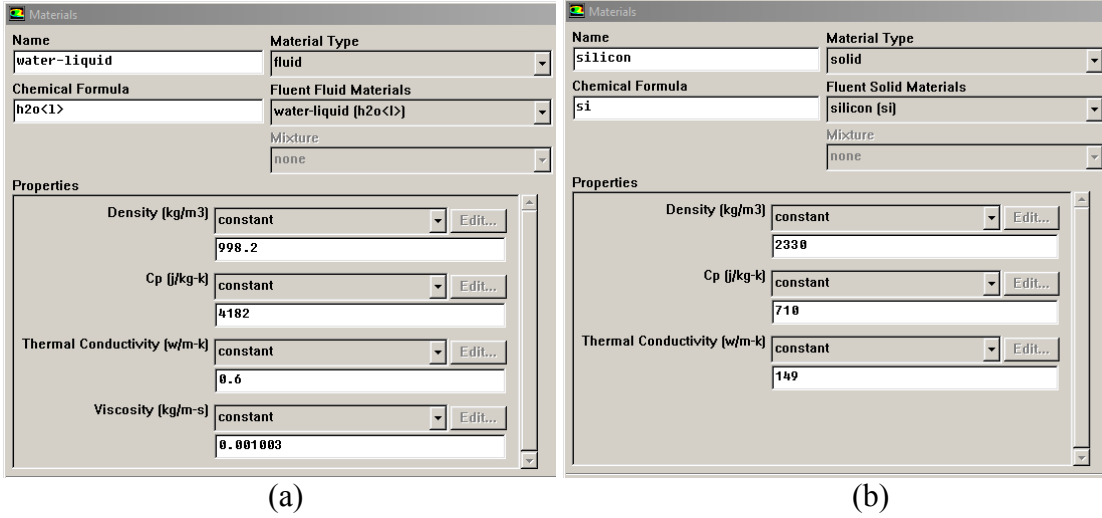 Materials
Name
Material Type
water-liquid
fluid
Chemical Formula
Fluent Fluid Materials
h2o<l>
water-liquid (h2o<l>)
Mixture
none
Properties
Density (kg/m3)
constant
Edit...
998.2
Cp (j/kg-k)
constant
Edit...
4182
Thermal Conductivity (w/m-k)
constant
Edit...
0.6
Viscosity (kg/m-s)
constant
Edit...
0.001003
(a)
Materials
Name
Material Type
silicon
solid
Chemical Formula
Fluent Solid Materials
si
silicon (si)
Mixture
none
Properties
Density (kg/m3)
constant
Edit...
2330
Cp (j/kg-k)
constant
Edit...
710
Thermal Conductivity (w/m-k)
constant
Edit...
149
(b)